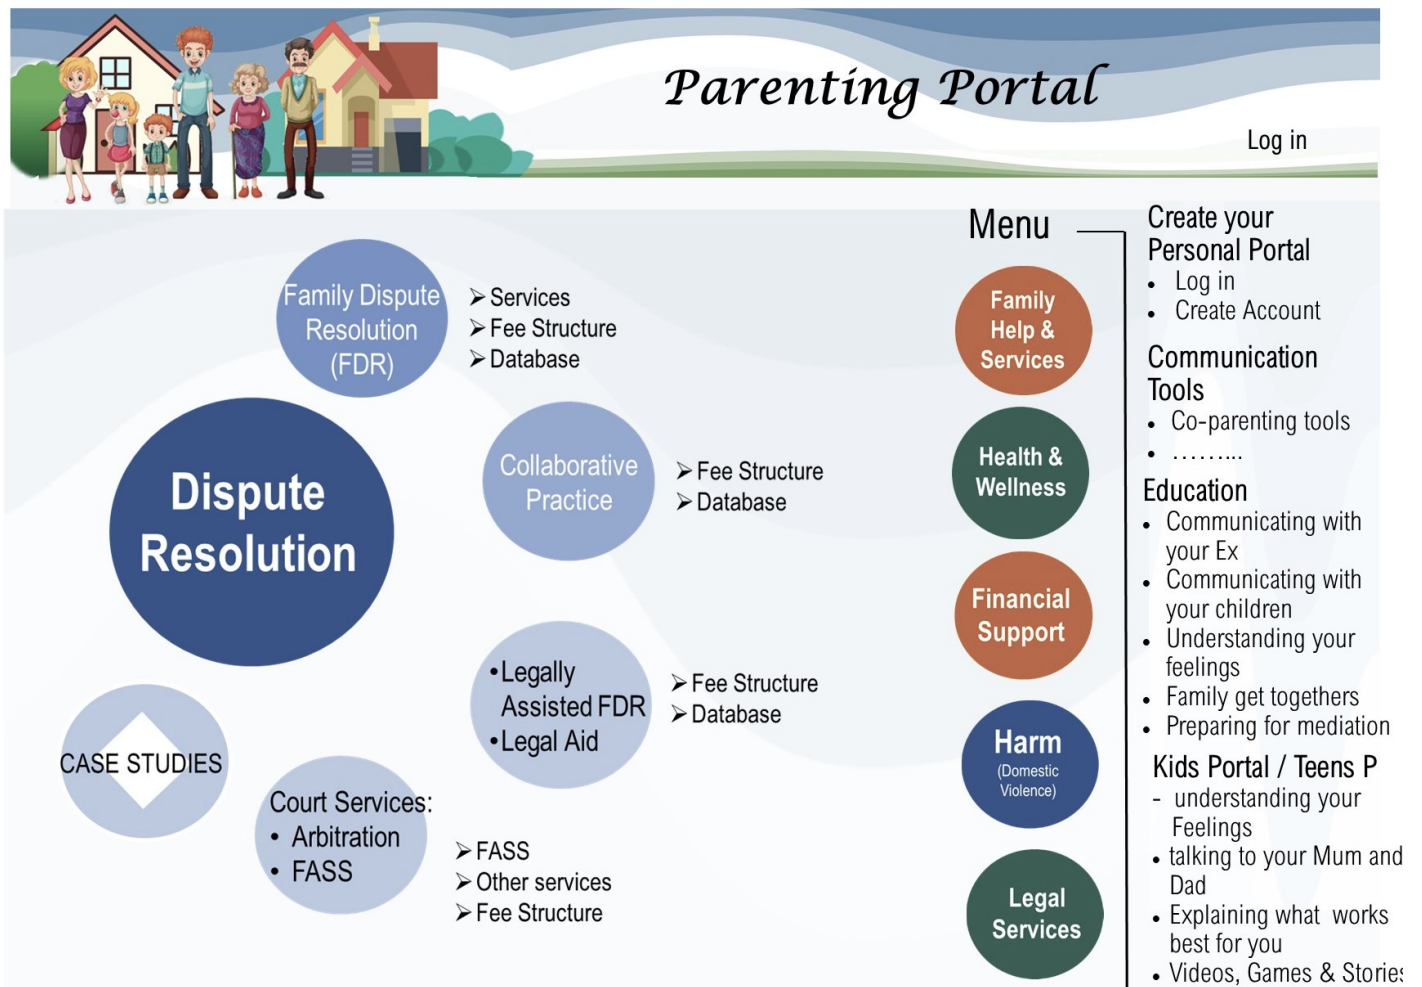 Parenting Portal
Log in
Family Dispute
Resolution
(FDR)
➢ Services
➢ Fee Structure
➢ Database
Dispute
Resolution
Collaborative
Practice
➢ Fee Structure
➢ Database
• Legally
Assisted FDR
• Legal Aid
➢ Fee Structure
➢ Database
CASE STUDIES
Court Services:
• Arbitration
• FASS
➢ FASS
➢ Other services
➢ Fee Structure
Menu
Family
Help &
Services
Health &
Wellness
Financial
Support
Harm
(Domestic
Violence)
Legal
Services
Create your
Personal Portal
• Log in
• Create Account
Communication
Tools
• Co-parenting tools
• ……...
Education
• Communicating with
your Ex
• Communicating with
your children
• Understanding your
feelings
• Family get togethers
• Preparing for mediation
Kids Portal / Teens P
- understanding your
Feelings
• talking to your Mum and
Dad
• Explaining what works
best for you
• Videos, Games & Stories